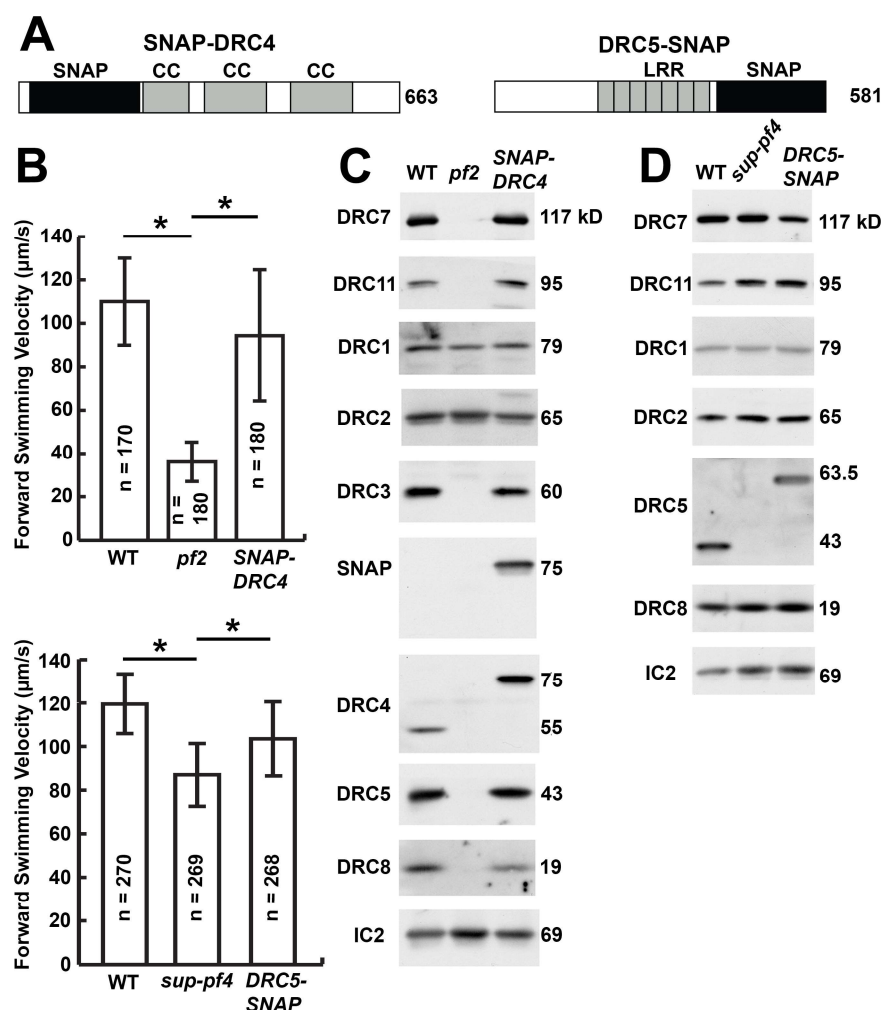 A
SNAP-DRC4
SNAP CC CC CC
663
DRC5-SNAP
LRR SNAP
581
B
Forward Swimming Velocity (µm/s)
140
120
100
80
60
40
20
0
* *
n = 170
n = 180
n = 180
WT pf2 SNAP-
DRC4
Forward Swimming Velocity (µm/s)
140
120
100
80
60
40
20
0
* *
n = 270
n = 269
n = 268
WT sup-pf4 DRC5-
SNAP
C
WT pf2 SNAP-
DRC4
DRC7 117 kD
DRC11 95
DRC1 79
DRC2 65
DRC3 60
SNAP 75
DRC4 75
55
DRC5 43
DRC8 19
IC2 69
D
WT sup-pf4 DRC5-
SNAP
DRC7 117 kD
DRC11 95
DRC1 79
DRC2 65
DRC5 63.5
43
DRC8 19
IC2 69